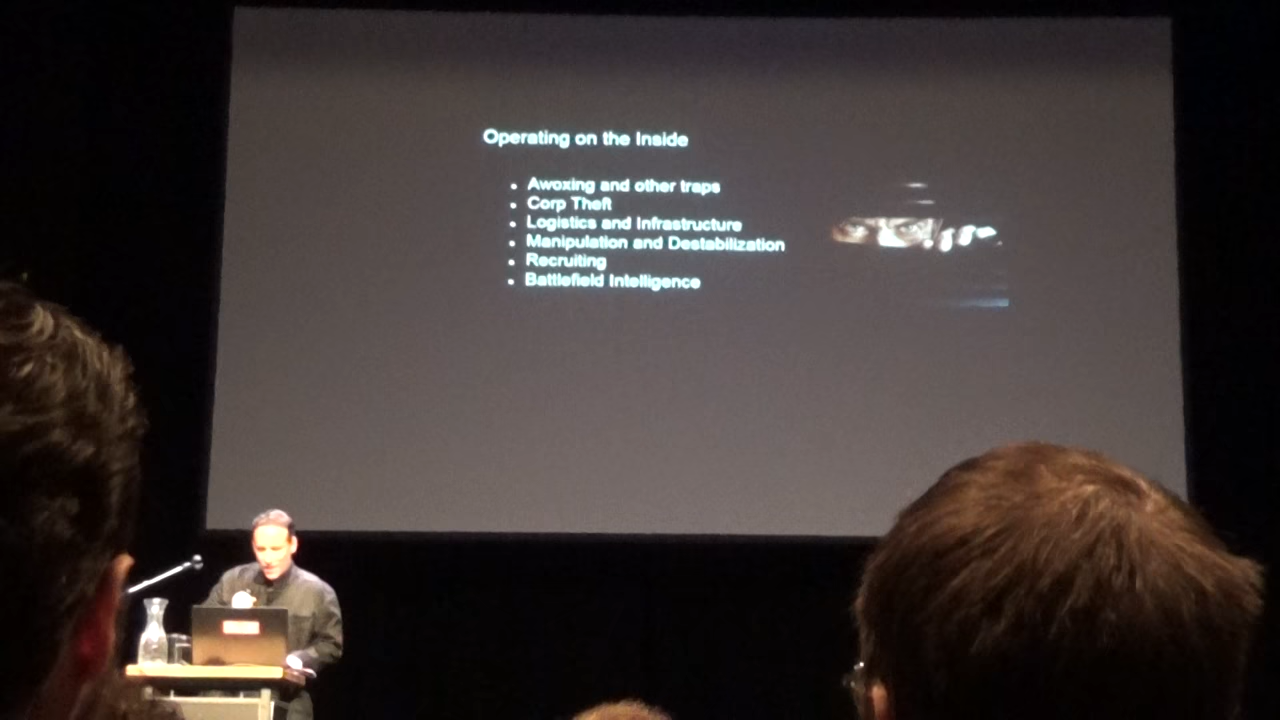 Operating on the Inside
• Awoxing and other traps
• Corp Theft
• Logistics and Infrastructure
• Manipulation and Destabilization
• Recruiting
• Battlefield Intelligence